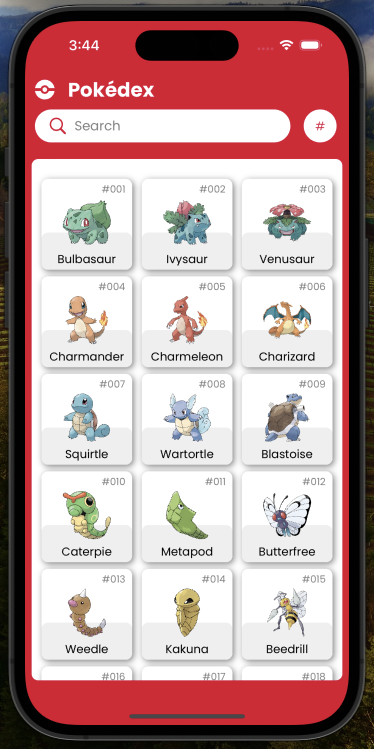 3:44
Pokédex
Search
#
#001
#002
#003
Bulbasaur
Ivysaur
Venusaur
#004
#005
#006
Charmander
Charmeleon
Charizard
#007
#008
#009
Squirtle
Wartortle
Blastoise
#010
#011
#012
Caterpie
Metapod
Butterfree
#013
#014
#015
Weedle
Kakuna
Beedrill
#016
#017
#018